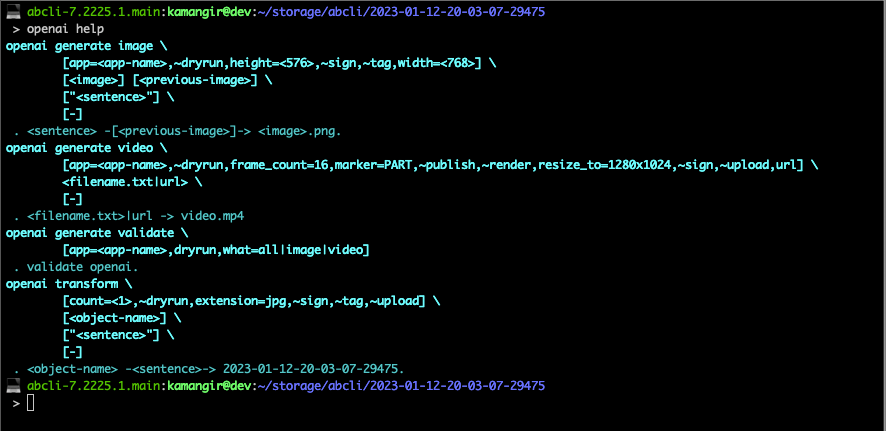 abcli-7.2225.1.main:kamangir@dev:~/storage/abcli/2023-01-12-20-03-07-29475
> openai help
openai generate image \
[app=<app-name>,~dryrun,height=<576>,~sign,~tag,width=<768>] \
[<image>] [<previous-image>] \
["<sentence>"] \
[-]
. <sentence> -[<previous-image>]-> <image>.png.
openai generate video \
[app=<app-name>,~dryrun,frame_count=16,marker=PART,~publish,~render,resize_to=1280x1024,~sign,~upload,url] \
<filename.txt|url> \
[-]
. <filename.txt>|url -> video.mp4
openai generate validate \
[app=<app-name>,dryrun,what=all|image|video]
. validate openai.
openai transform \
[count=<1>,~dryrun,extension=jpg,~sign,~tag,~upload] \
[<object-name>] \
["<sentence>"] \
[-]
. <object-name> -<sentence>-> 2023-01-12-20-03-07-29475.
abcli-7.2225.1.main:kamangir@dev:~/storage/abcli/2023-01-12-20-03-07-29475
>